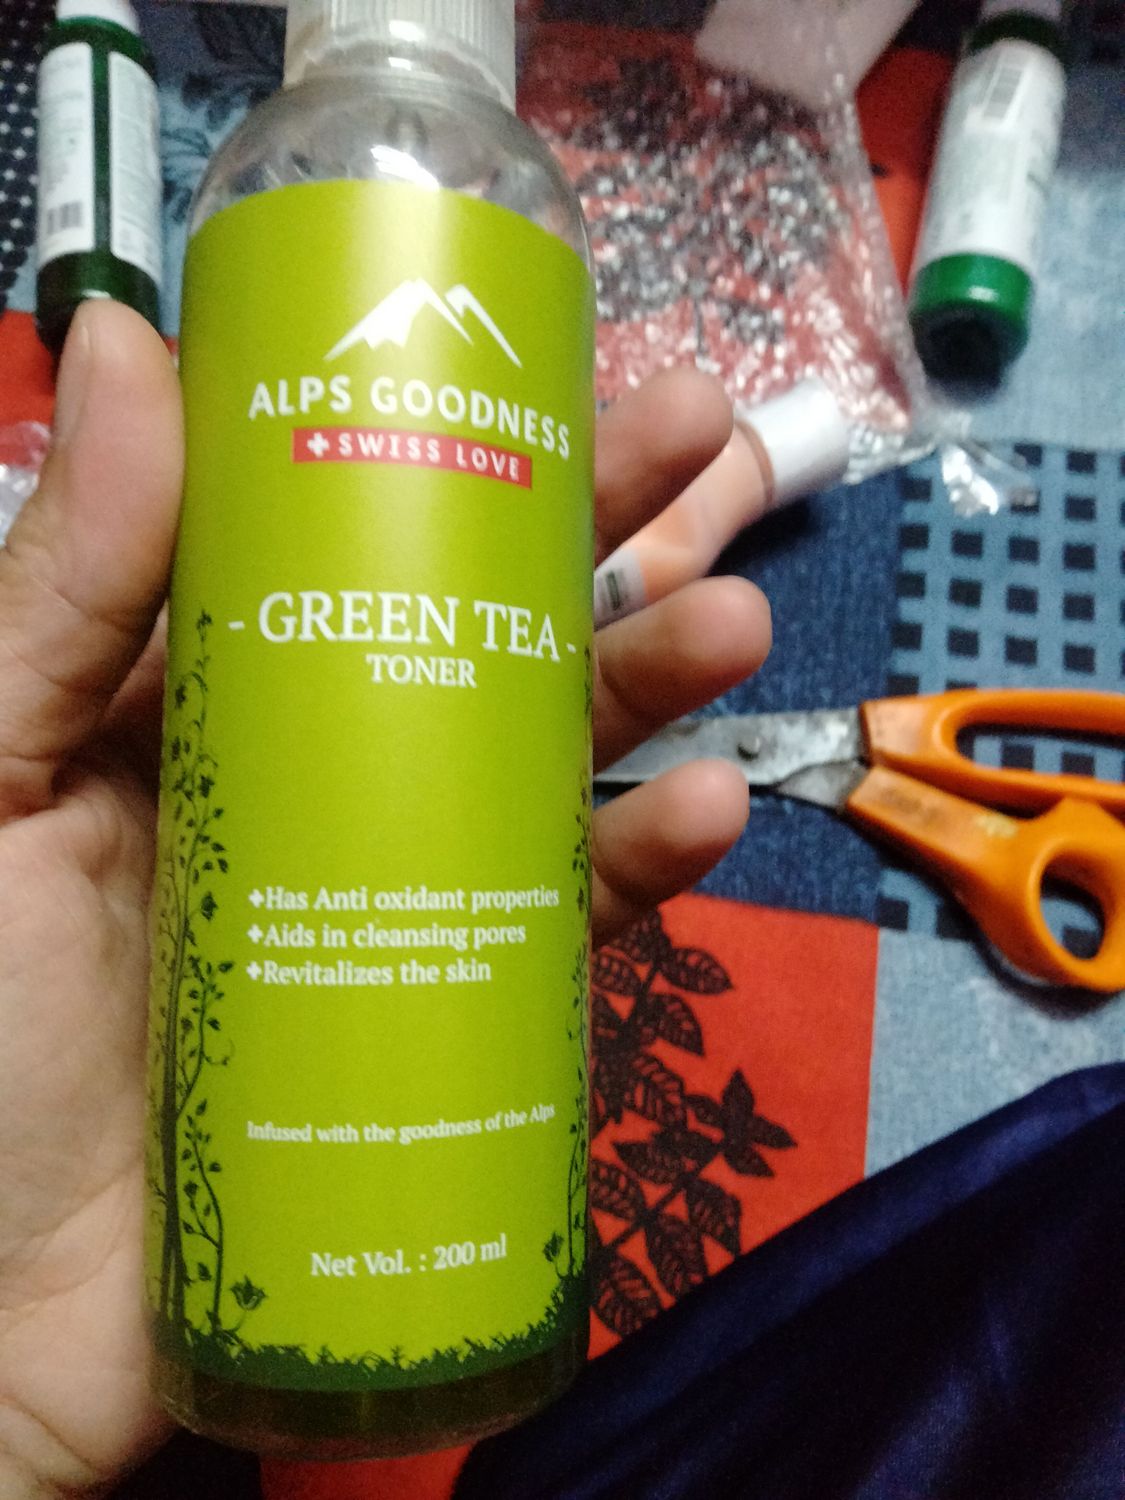 ALPS GOODNESS
SWISS LOVE
- GREEN TEA -
TONER
+Has Anti oxidant properties
+Aids in cleansing pores
+Revitalizes the skin
Infused with the goodness of the Alps
Net Vol. : 200 ml